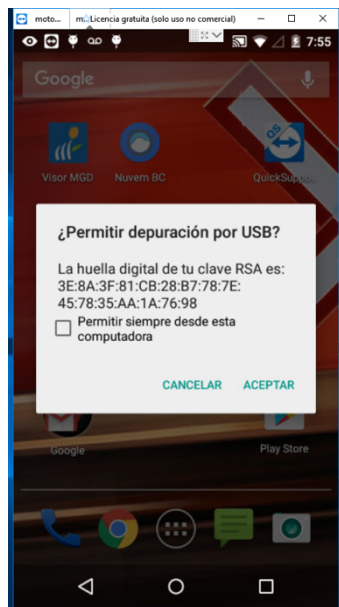 moto...
m...Licencia gratuita (solo uso no comercial)
7:55
Google
Visor MGD
Nuvem BC
QS
QuickSuppo...
¿Permitir depuración por USB?
La huella digital de tu clave RSA es:
3E:8A:3F:81:CB:28:B7:78:7E:
45:78:35:AA:1A:76:98
Permitir siempre desde esta
computadora
CANCELAR
ACEPTAR
Google
Play Store